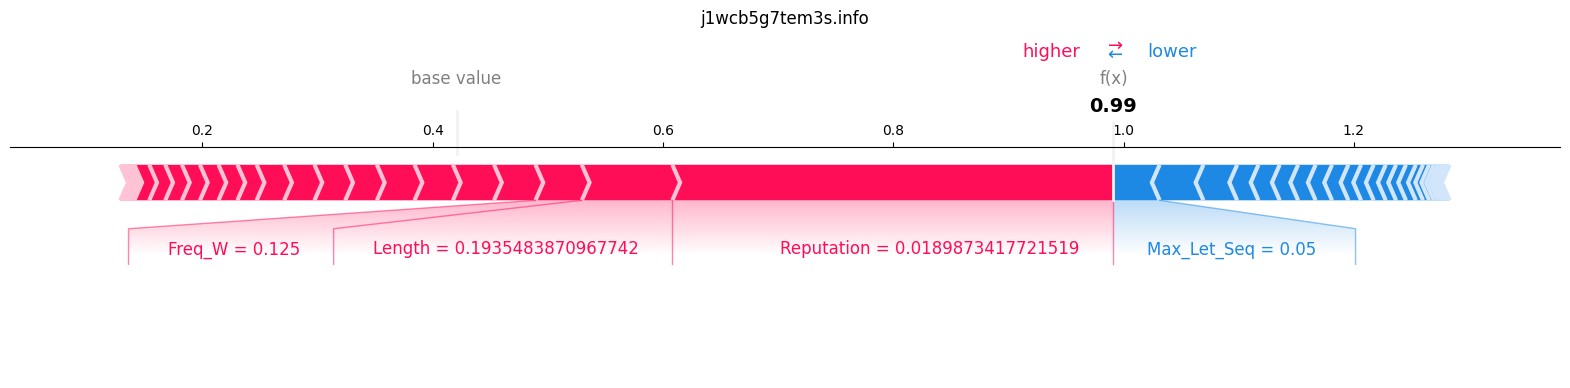 j1wcb5g7tem3s.info
higher ⇄ lower
base value f(x)
0.99
0.2 0.4 0.6 0.8 1.0 1.2
Freq_W = 0.125 Length = 0.1935483870967742 Reputation = 0.0189873417721519 Max_Let_Seq = 0.05